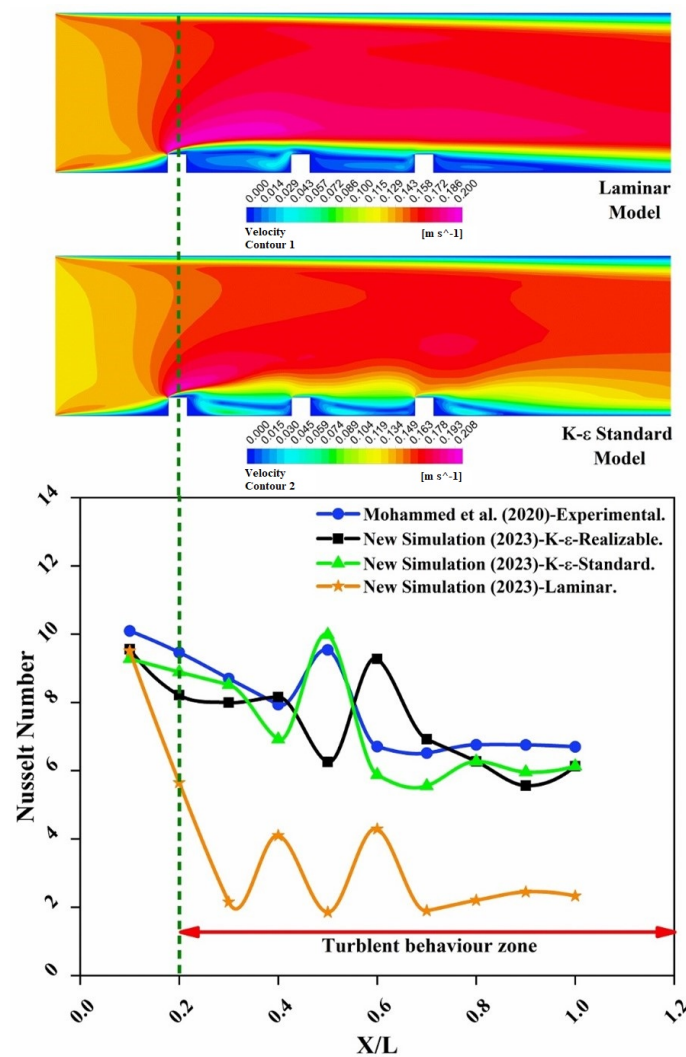 0.000 0.014 0.029 0.043 0.057 0.072 0.086 0.100 0.115 0.129 0.143 0.158 0.172 0.186 0.200
Velocity
Contour 1
[m s^-1]
Laminar
Model
0.000 0.015 0.030 0.045 0.059 0.074 0.089 0.104 0.119 0.134 0.149 0.163 0.178 0.193 0.208
Velocity
Contour 2
[m s^-1]
K-ε Standard
Model
Mohammed et al. (2020)-Experimental.
New Simulation (2023)-K-ε-Realizable.
New Simulation (2023)-K-ε-Standard.
New Simulation (2023)-Laminar.
14
12
10
8
6
4
2
0
Nusselt Number
Turblent behaviour zone
0.0 0.2 0.4 0.6 0.8 1.0 1.2
X/L